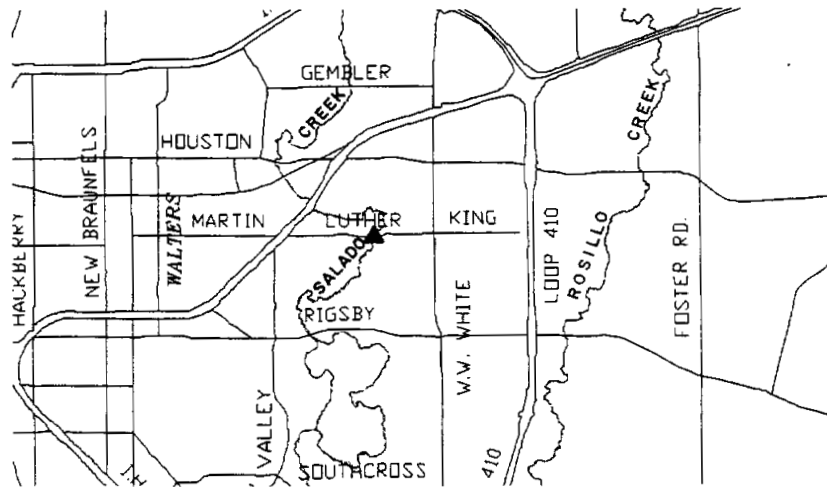 GEMBLER
CREEK
CREEK
HOUSTON
HACKBERRY
NEW BRAUNFELS
WALTERS
MARTIN LUTHER KING
SALADO
LOOP 410
ROSILLO
FOSTER RD.
RIGSBY
W.W. WHITE
VALLEY
SOUTHCROSS
410
I.H.